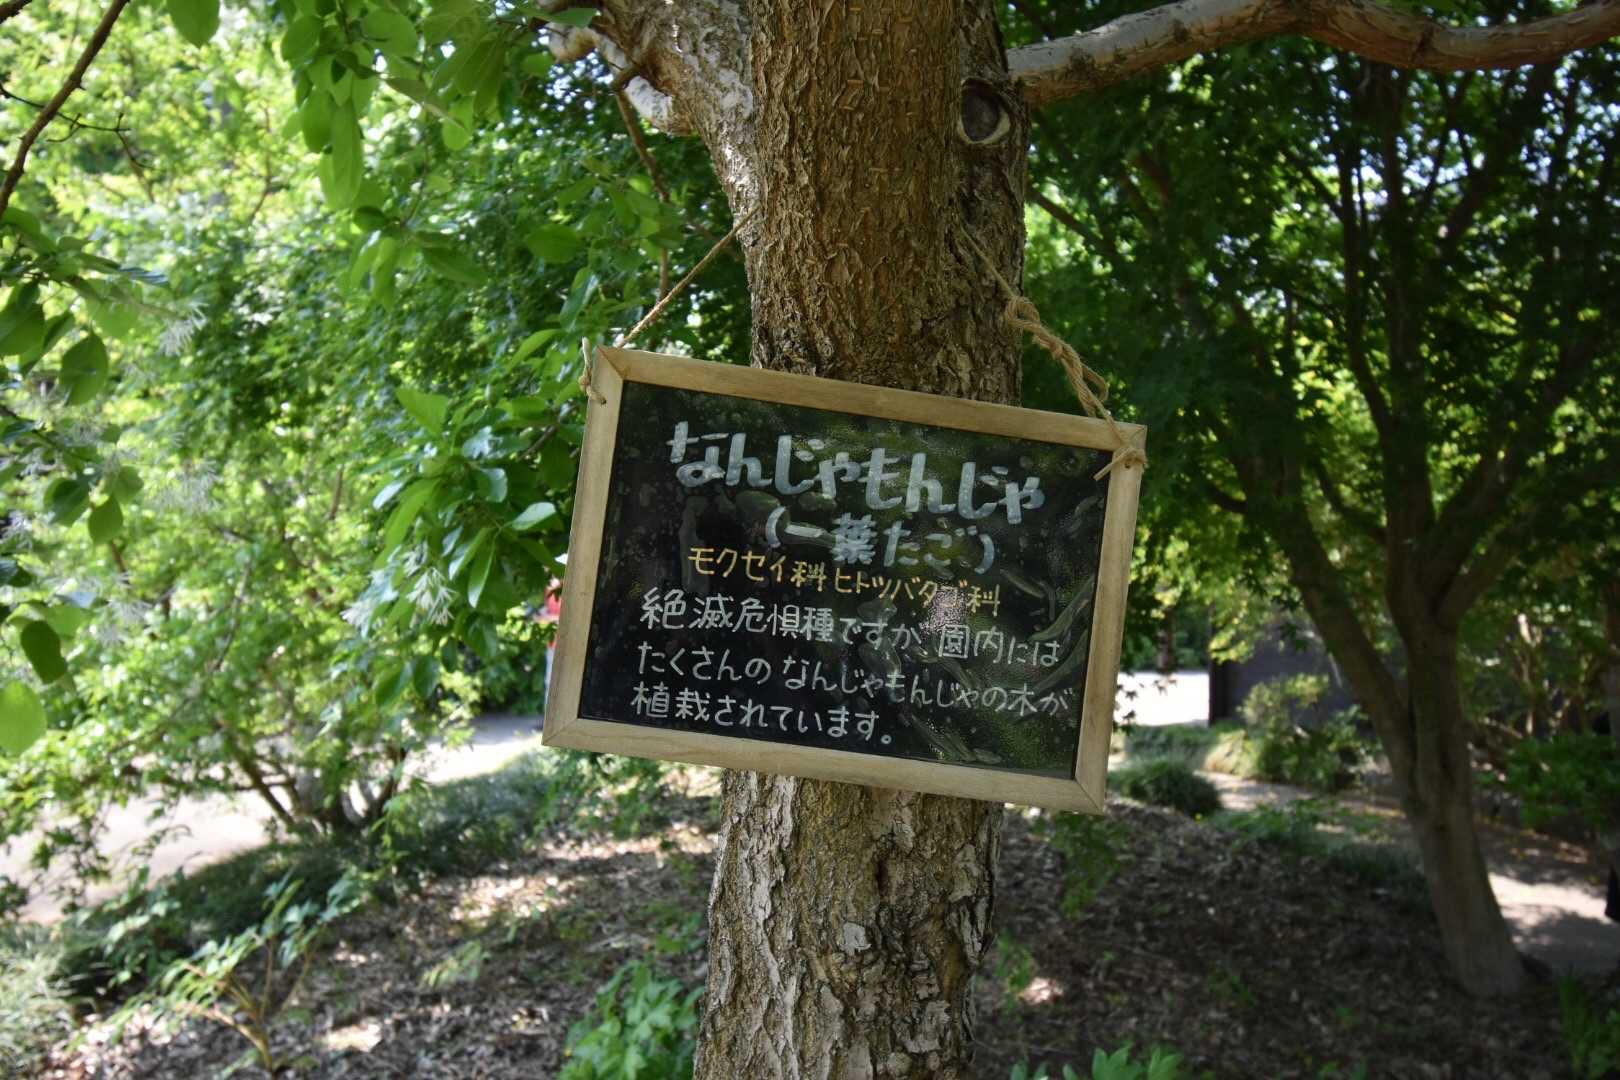 なんじゃもんじゃ
(一葉たご)
モクセイ科ヒトツバタゴ科
絶滅危惧種ですが、園内には
たくさんのなんじゃもんじゃの木が
植栽されています。